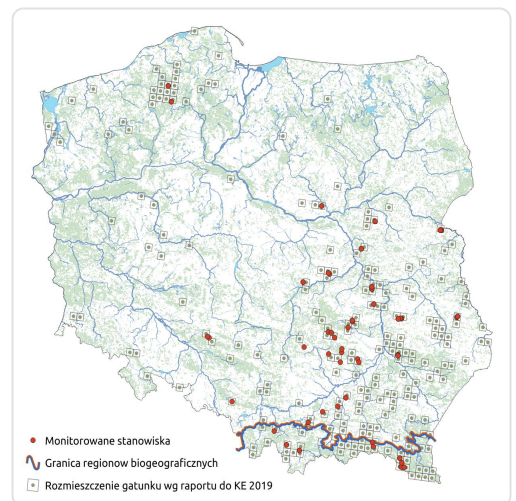 Monitorowane stanowiska
Granica regionow biogeograficznych
Rozmieszczenie gatunku wg raportu do KE 2019